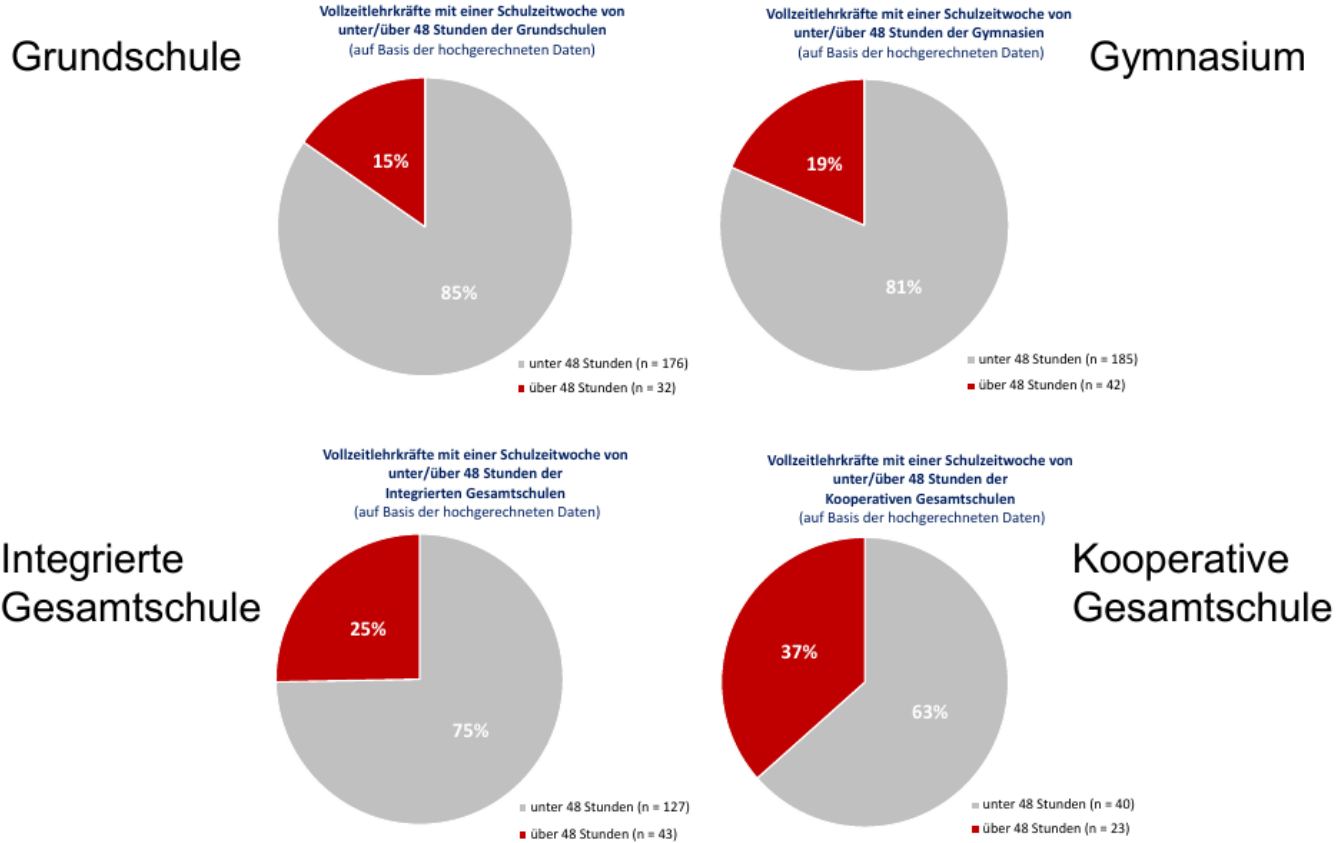 Grundschule
Vollzeitlehrkräfte mit einer Schulzeitwoche von
unter/über 48 Stunden der Grundschulen
(auf Basis der hochgerechneten Daten)
15%
85%
unter 48 Stunden (n = 176)
über 48 Stunden (n = 32)
Vollzeitlehrkräfte mit einer Schulzeitwoche von
unter/über 48 Stunden der Gymnasien
(auf Basis der hochgerechneten Daten)
Gymnasium
19%
81%
unter 48 Stunden (n = 185)
über 48 Stunden (n = 42)
Integrierte
Gesamtschule
Vollzeitlehrkräfte mit einer Schulzeitwoche von
unter/über 48 Stunden der
Integrierten Gesamtschulen
(auf Basis der hochgerechneten Daten)
25%
75%
unter 48 Stunden (n = 127)
über 48 Stunden (n = 43)
Vollzeitlehrkräfte mit einer Schulzeitwoche von
unter/über 48 Stunden der
Kooperativen Gesamtschulen
(auf Basis der hochgerechneten Daten)
Kooperative
Gesamtschule
37%
63%
unter 48 Stunden (n = 40)
über 48 Stunden (n = 23)